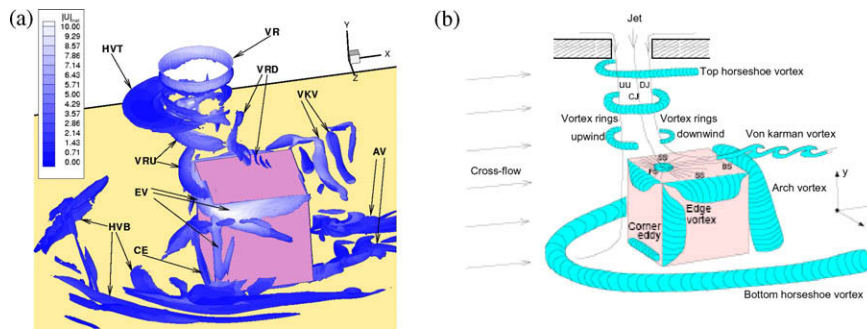 (a)
|U|
10.00
9.29
8.57
7.86
7.14
6.43
5.71
5.00
4.29
3.57
2.86
2.14
1.43
0.71
0.00
HVT
VR
VRD
VKV
AV
VRU
EV
HVB
CE
Y
X
Z
(b)
Jet
Top horseshoe vortex
UU DJ
CJ
Vortex rings
upwind
Vortex rings
downwind
Von karman vortex
Cross-flow
SS
FS
BS
SS
Arch vortex
Edge
vortex
Corner
eddy
y
Bottom horseshoe vortex